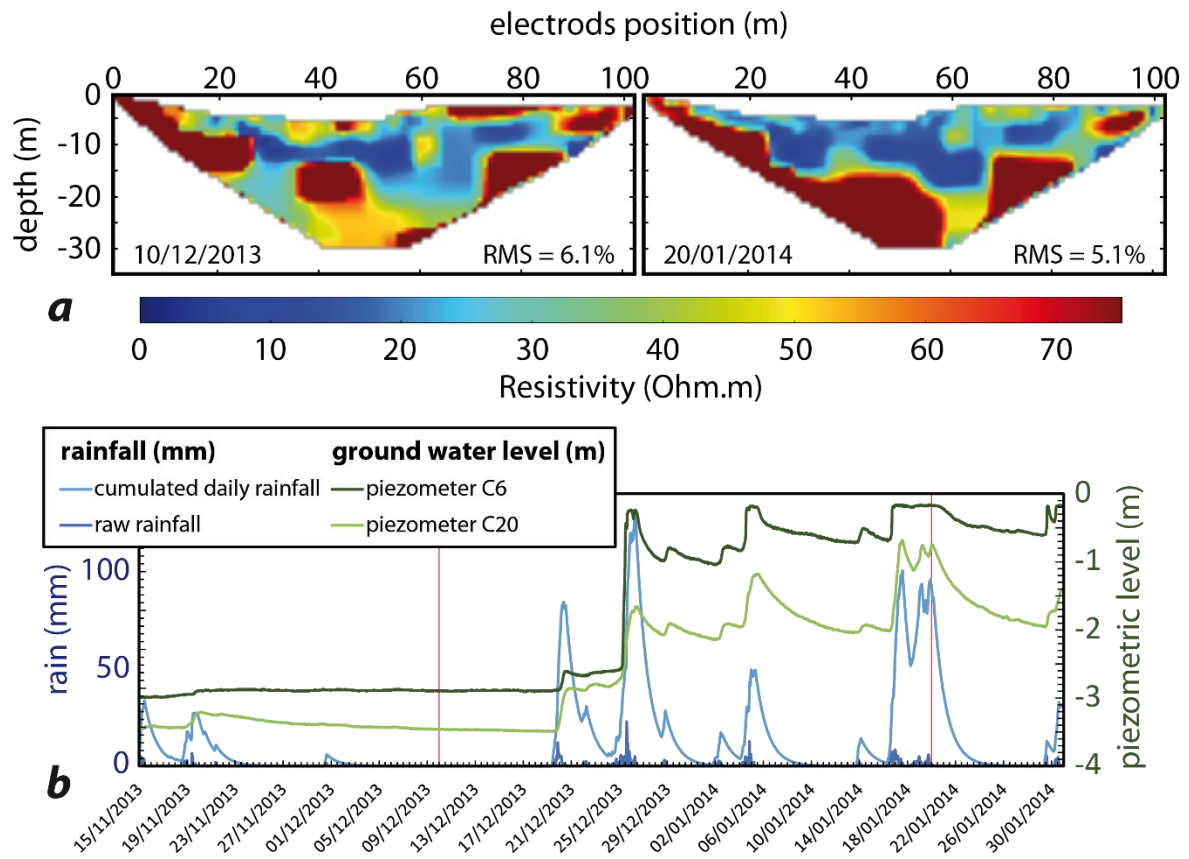 electrods position (m)
0 20 40 60 80 100 0 20 40 60 80 100
depth (m)
0
-10
-20
-30
10/12/2013 RMS = 6.1% 20/01/2014 RMS = 5.1%
a
0 10 20 30 40 50 60 70
Resistivity (Ohm.m)
rainfall (mm) ground water level (m)
cumulated daily rainfall piezometer C6
raw rainfall piezometer C20
rain (mm)
100
50
0
0
-1
-2
-3
-4
piezometric level (m)
b
15/11/2013
19/11/2013
23/11/2013
27/11/2013
01/12/2013
05/12/2013
09/12/2013
13/12/2013
17/12/2013
21/12/2013
25/12/2013
29/12/2013
02/01/2014
06/01/2014
10/01/2014
14/01/2014
18/01/2014
22/01/2014
26/01/2014
30/01/2014